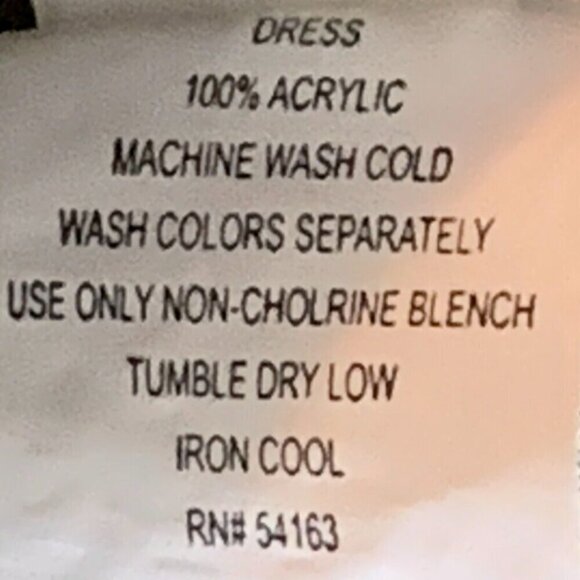 DRESS
100% ACRYLIC
MACHINE WASH COLD
WASH COLORS SEPARATELY
USE ONLY NON-CHOLRINE BLENCH
TUMBLE DRY LOW
IRON COOL
RN# 54163